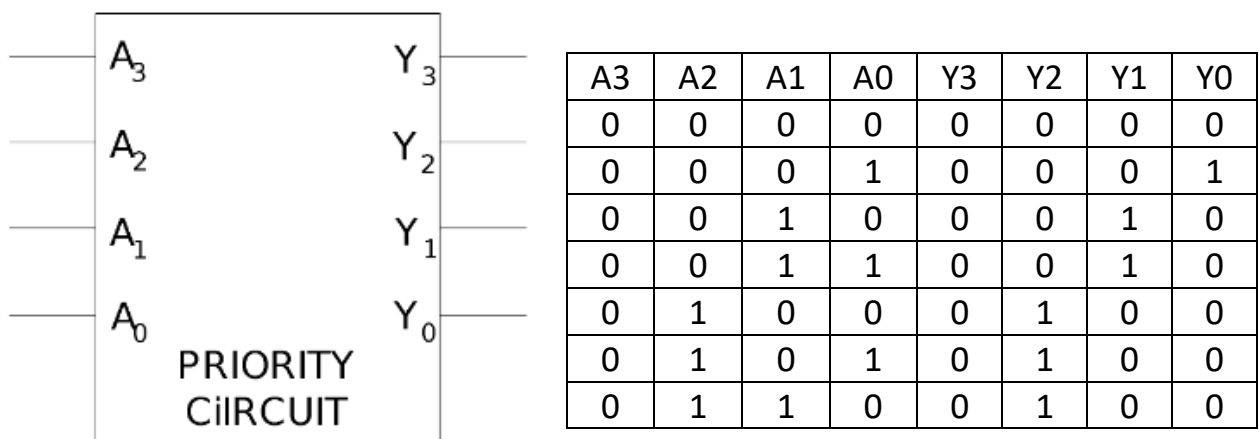 A3 Y3
A2 Y2
A1 Y1
A0 Y0
PRIORITY
CiIRCUIT
A3 A2 A1 A0 Y3 Y2 Y1 Y0
0 0 0 0 0 0 0 0
0 0 0 1 0 0 0 1
0 0 1 0 0 0 1 0
0 0 1 1 0 0 1 0
0 1 0 0 0 1 0 0
0 1 0 1 0 1 0 0
0 1 1 0 0 1 0 0